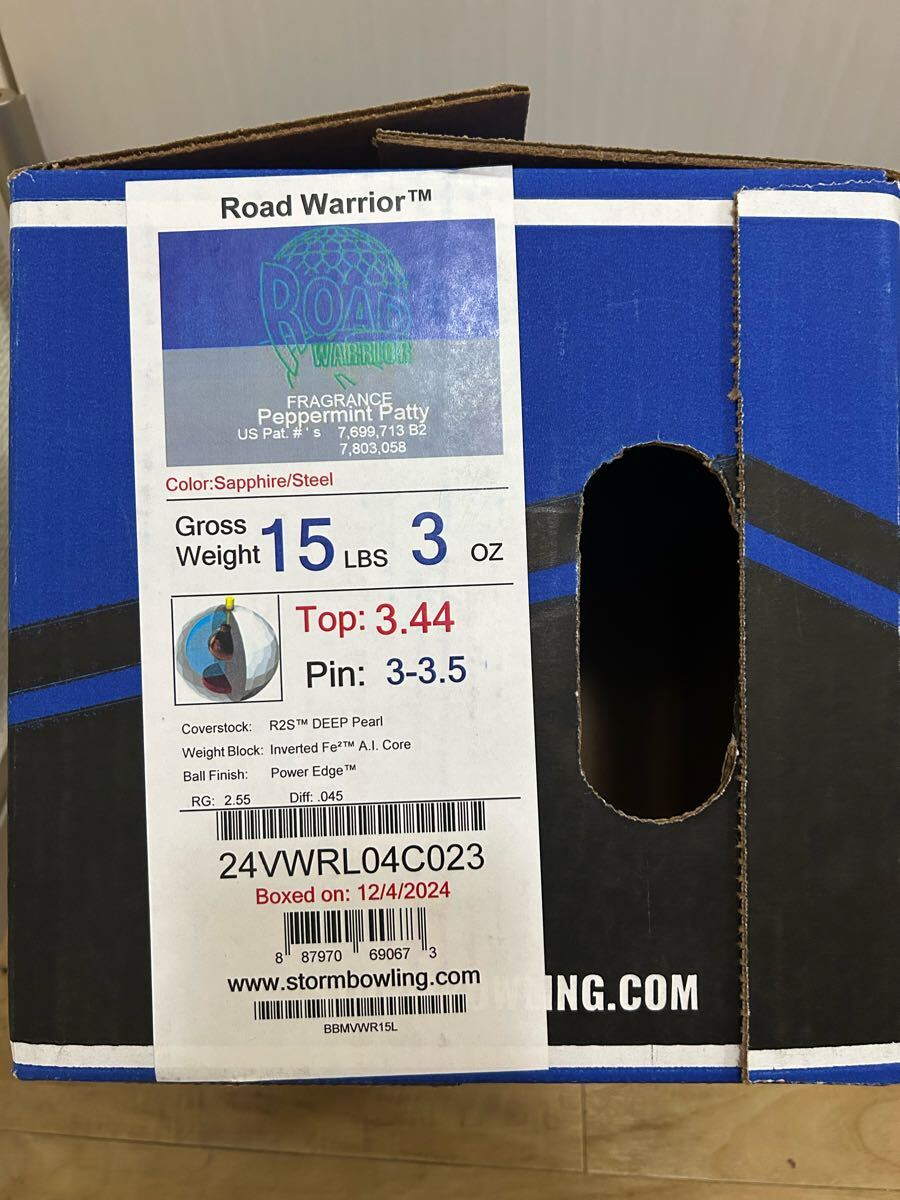 Road Warrior™
ROAD
WARRIOR
FRAGRANCE
Peppermint Patty
US Pat. # ' s 7,699,713 B2
7,803,058
Color:Sapphire/Steel
Gross Weight 15 LBS 3 OZ
Top: 3.44
Pin: 3-3.5
Coverstock: R2S™ DEEP Pearl
Weight Block: Inverted Fe²™ A.I. Core
Ball Finish: Power Edge™
RG: 2.55 Diff: .045
24VWRL04C023
Boxed on: 12/4/2024
8 87970 69067 3
www.stormbowling.com
BBMVWR15L
WLING.COM